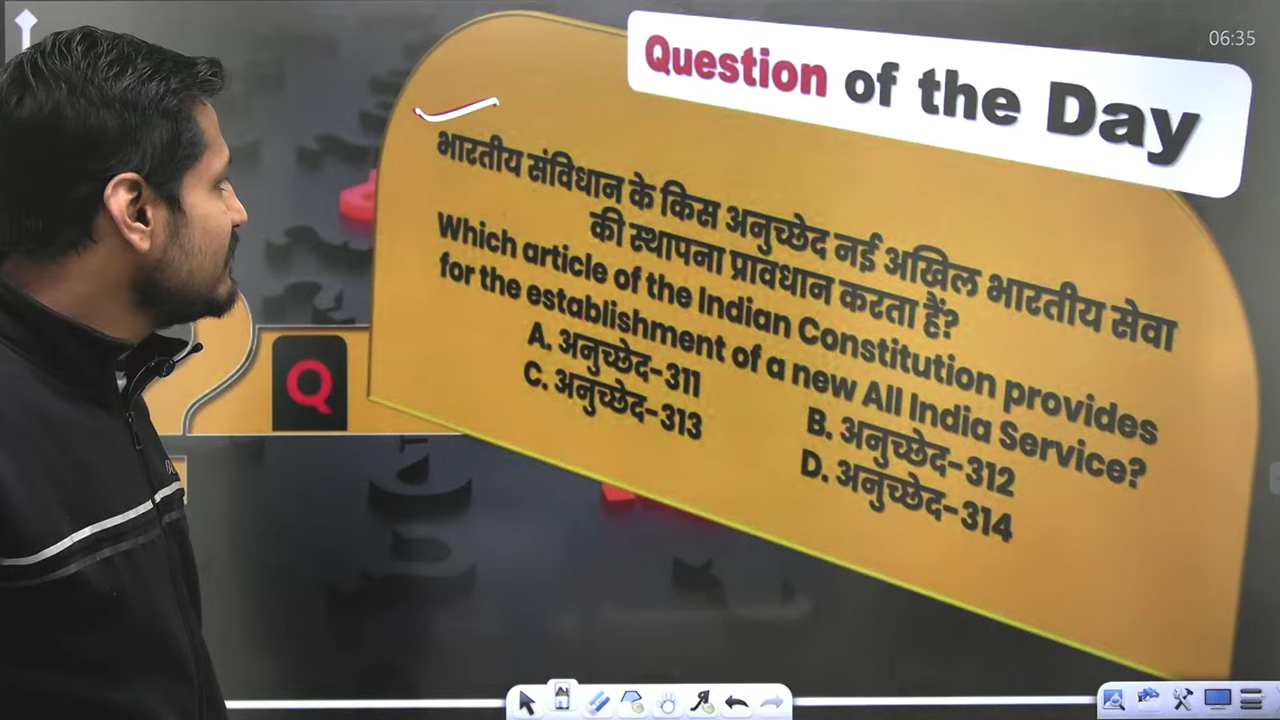 06:35
Question of the Day
भारतीय संविधान के किस अनुच्छेद नई अखिल भारतीय सेवा
की स्थापना प्रावधान करता हैं?
Which article of the Indian Constitution provides
for the establishment of a new All India Service?
A. अनुच्छेद-311
B. अनुच्छेद-312
C. अनुच्छेद-313
D. अनुच्छेद-314
Q